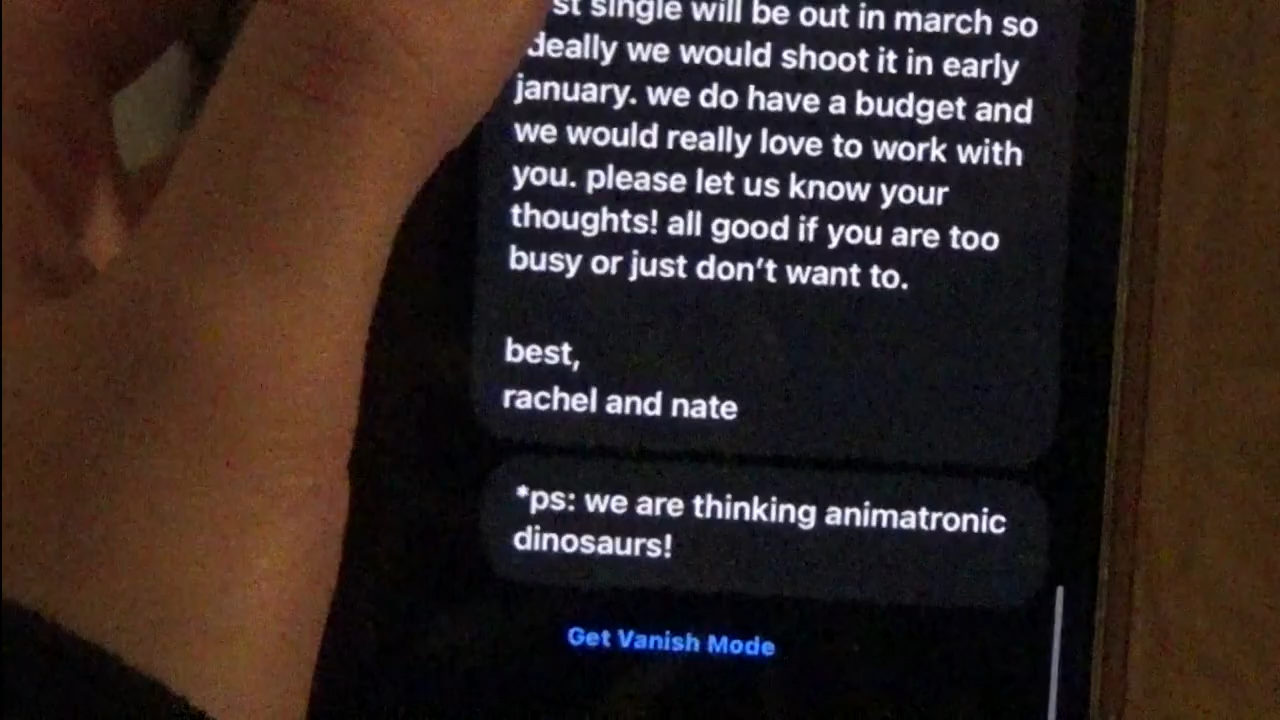 single will be out in march so
we would shoot it in early
january. we do have a budget and
we would really love to work with
you. please let us know your
thoughts! all good if you are too
busy or just don’t want to.
best,
rachel and nate
*ps: we are thinking animatronic
dinosaurs!
Get Vanish Mode